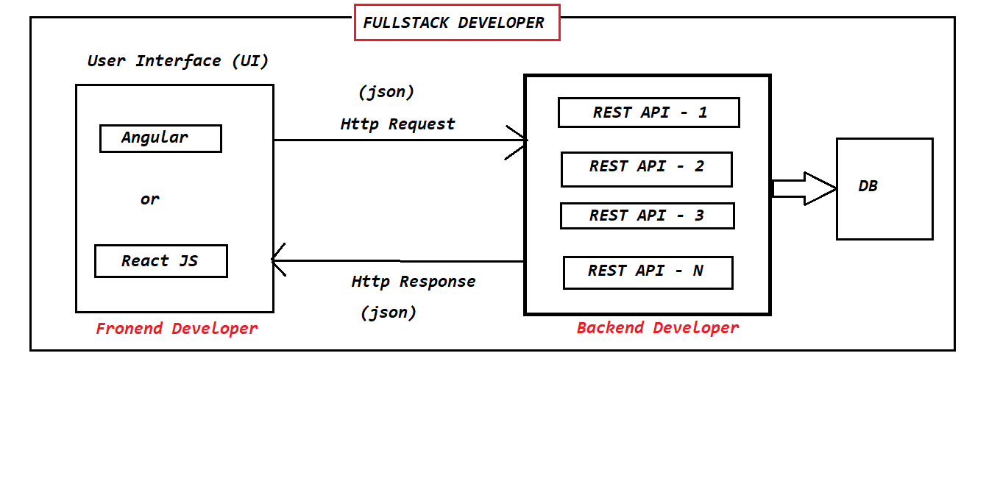 FULLSTACK DEVELOPER
User Interface (UI)
Angular
or
React JS
Fronend Developer
(json)
Http Request
Http Response
(json)
REST API - 1
REST API - 2
REST API - 3
REST API - N
Backend Developer
DB